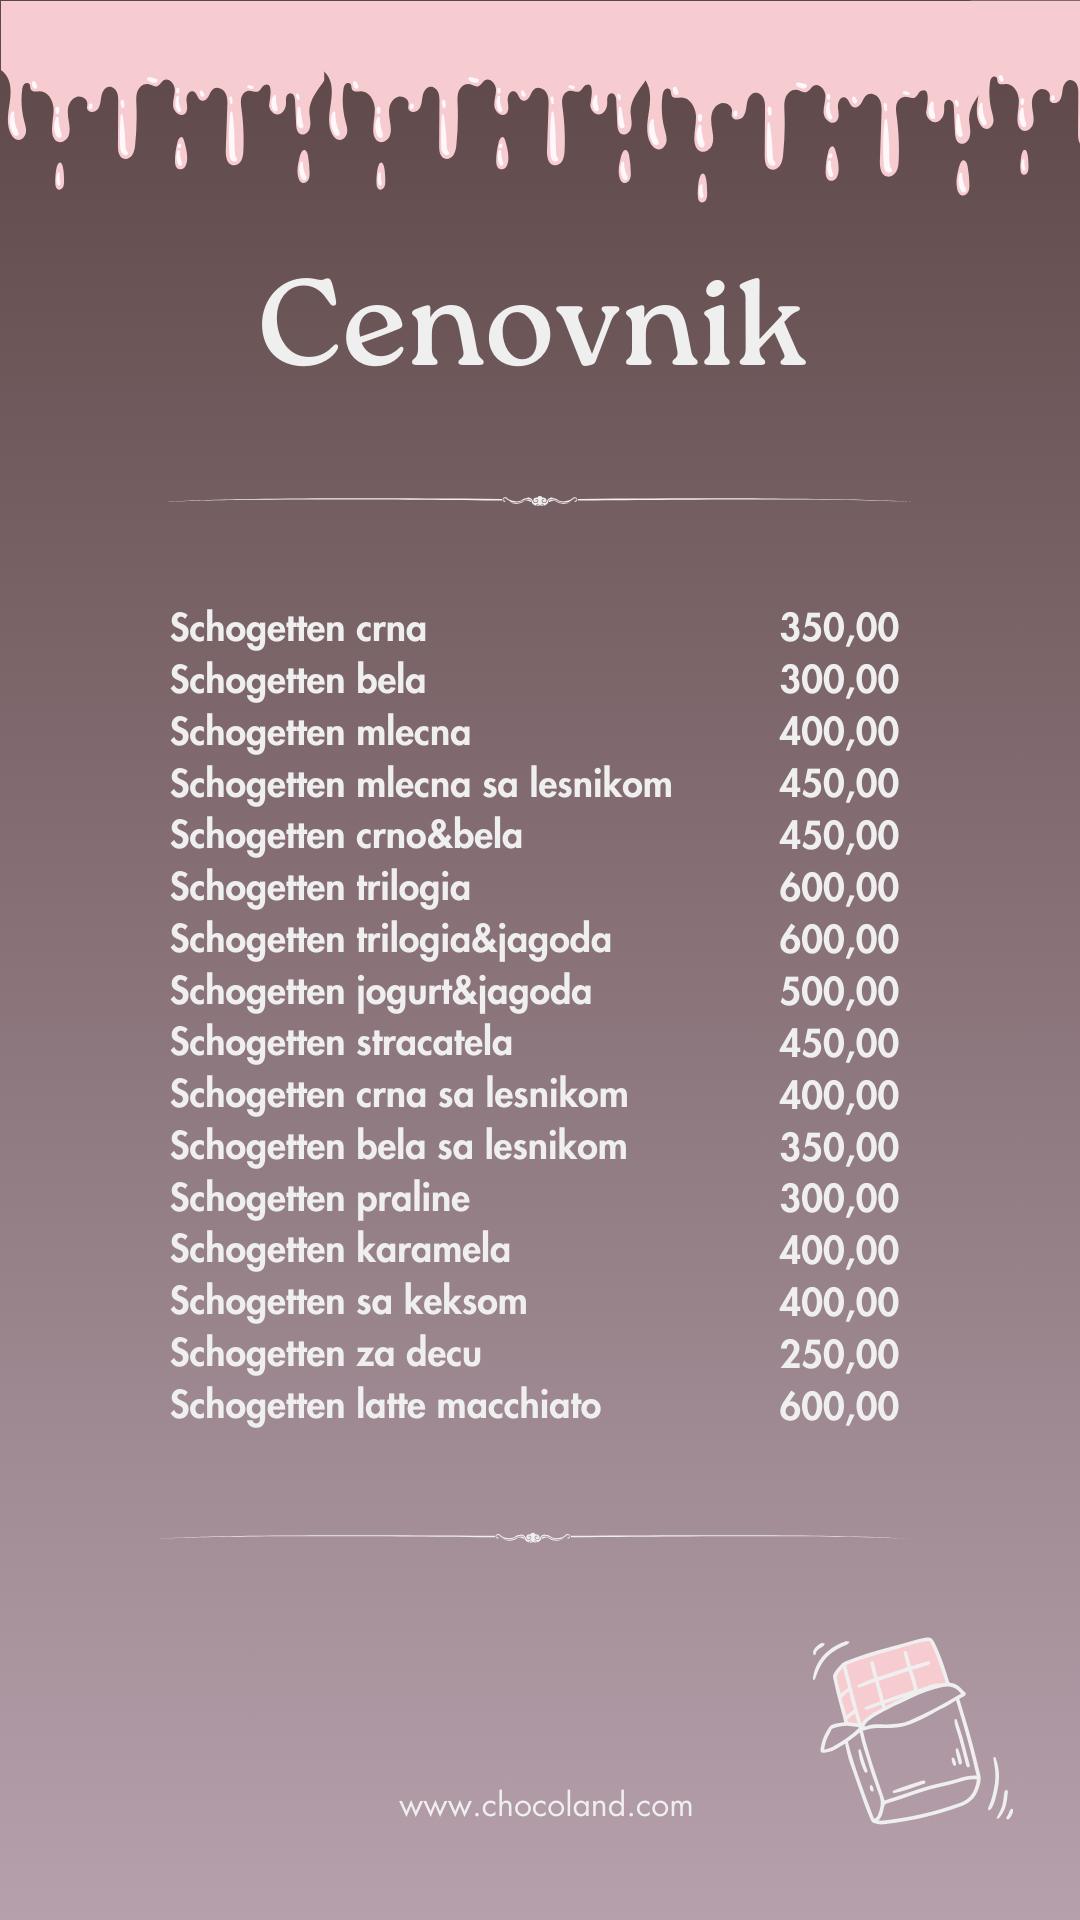 Cenovnik
Schogetten crna 350,00
Schogetten bela 300,00
Schogetten mlecna 400,00
Schogetten mlecna sa lesnikom 450,00
Schogetten crno&bela 450,00
Schogetten trilogia 600,00
Schogetten trilogia&jagoda 600,00
Schogetten jogurt&jagoda 500,00
Schogetten stracatela 450,00
Schogetten crna sa lesnikom 400,00
Schogetten bela sa lesnikom 350,00
Schogetten praline 300,00
Schogetten karamela 400,00
Schogetten sa keksom 400,00
Schogetten za decu 250,00
Schogetten latte macchiato 600,00
www.chocoland.com